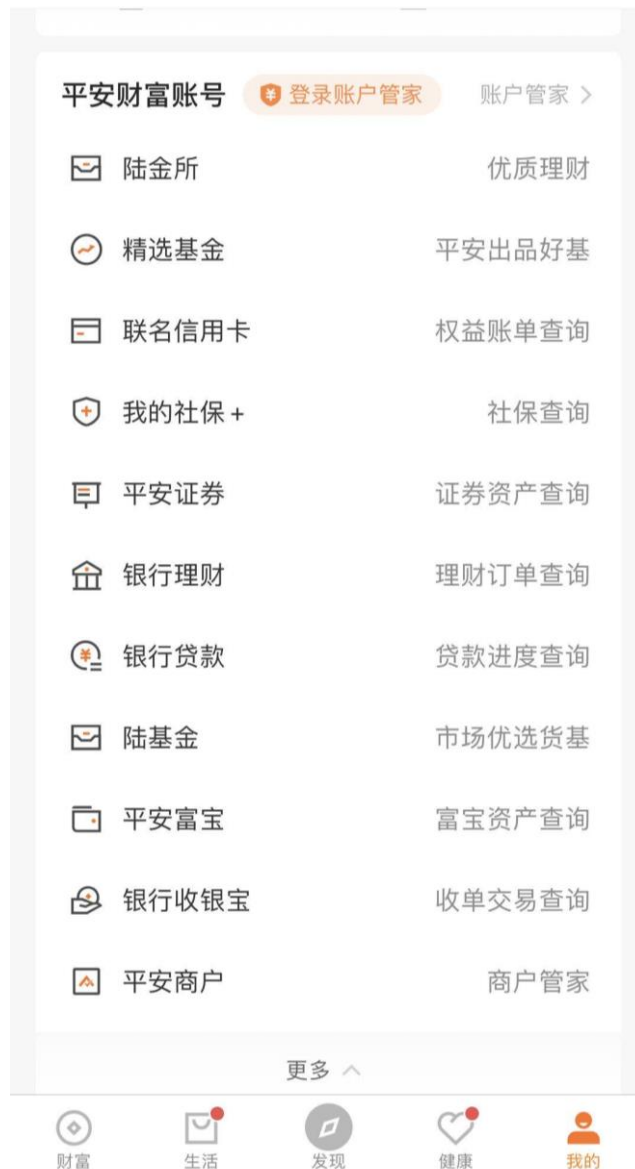 平安财富账号 登录账户管家 账户管家 >
陆金所 优质理财
精选基金 平安出品好基
联名信用卡 权益账单查询
我的社保+ 社保查询
平安证券 证券资产查询
银行理财 理财订单查询
银行贷款 贷款进度查询
陆基金 市场优选货基
平安富宝 富宝资产查询
银行收银宝 收单交易查询
平安商户 商户管家
更多
财富 生活 发现 健康 我的